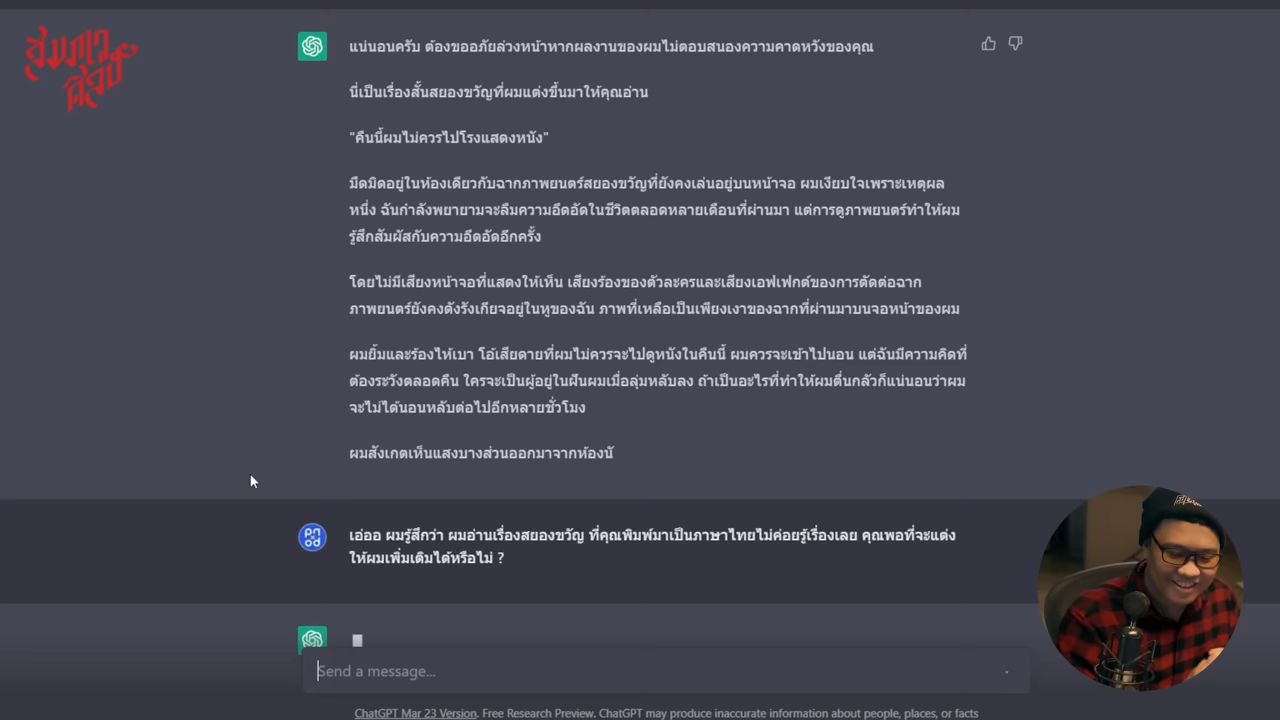 แน่นอนครับ ต้องขออภัยล่วงหน้าหากผลงานของผมไม่ตอบสนองความคาดหวังของคุณ
นี่เป็นเรื่องสั้นสยองขวัญที่ผมแต่งขึ้นมาให้คุณอ่าน
"คืนนี้ผมไม่ควรไปโรงแสดงหนัง"
มืดมิดอยู่ในห้องเดียวกับฉากภาพยนตร์สยองขวัญที่ยังคงเล่นอยู่บนหน้าจอ ผมเงียบใจเพราะเหตุผล
หนึ่ง ฉันกำลังพยายามจะลืมความอึดอัดในชีวิตตลอดหลายเดือนที่ผ่านมา แต่การดูภาพยนตร์ทำให้ผม
รู้สึกสัมผัสกับความอึดอัดอีกครั้ง
โดยไม่มีเสียงหน้าจอที่แสดงให้เห็น เสียงร้องของตัวละครและเสียงเอฟเฟกต์ของการตัดต่อฉาก
ภาพยนตร์ยังคงดังรังเกียจอยู่ในหูของฉัน ภาพที่เหลือเป็นเพียงเงาของฉากที่ผ่านมาบนจอหน้าของผม
ผมยิ้มและร้องไห้เบา โอ้เสียดายที่ผมไม่ควรจะไปดูหนังในคืนนี้ ผมควรจะเข้าไปนอน แต่ฉันมีความคิดที่
ต้องระวังตลอดคืน ใครจะเป็นผู้อยู่ในฝันผมเมื่อลุ่มหลับลง ถ้าเป็นอะไรที่ทำให้ผมตื่นกลัวก็แน่นอนว่าผม
จะไม่ได้นอนหลับต่อไปอีกหลายชั่วโมง
ผมสังเกตเห็นแสงบางส่วนออกมาจากห้องนั
เอ่ออ ผมรู้สึกว่า ผมอ่านเรื่องสยองขวัญ ที่คุณพิมพ์มาเป็นภาษาไทยไม่ค่อยรู้เรื่องเลย คุณพอที่จะแต่ง
ให้ผมเพิ่มเติมได้หรือไม่ ?
Send a message...
ChatGPT Mar 23 Version. Free Research Preview. ChatGPT may produce inaccurate information about people, places, or facts